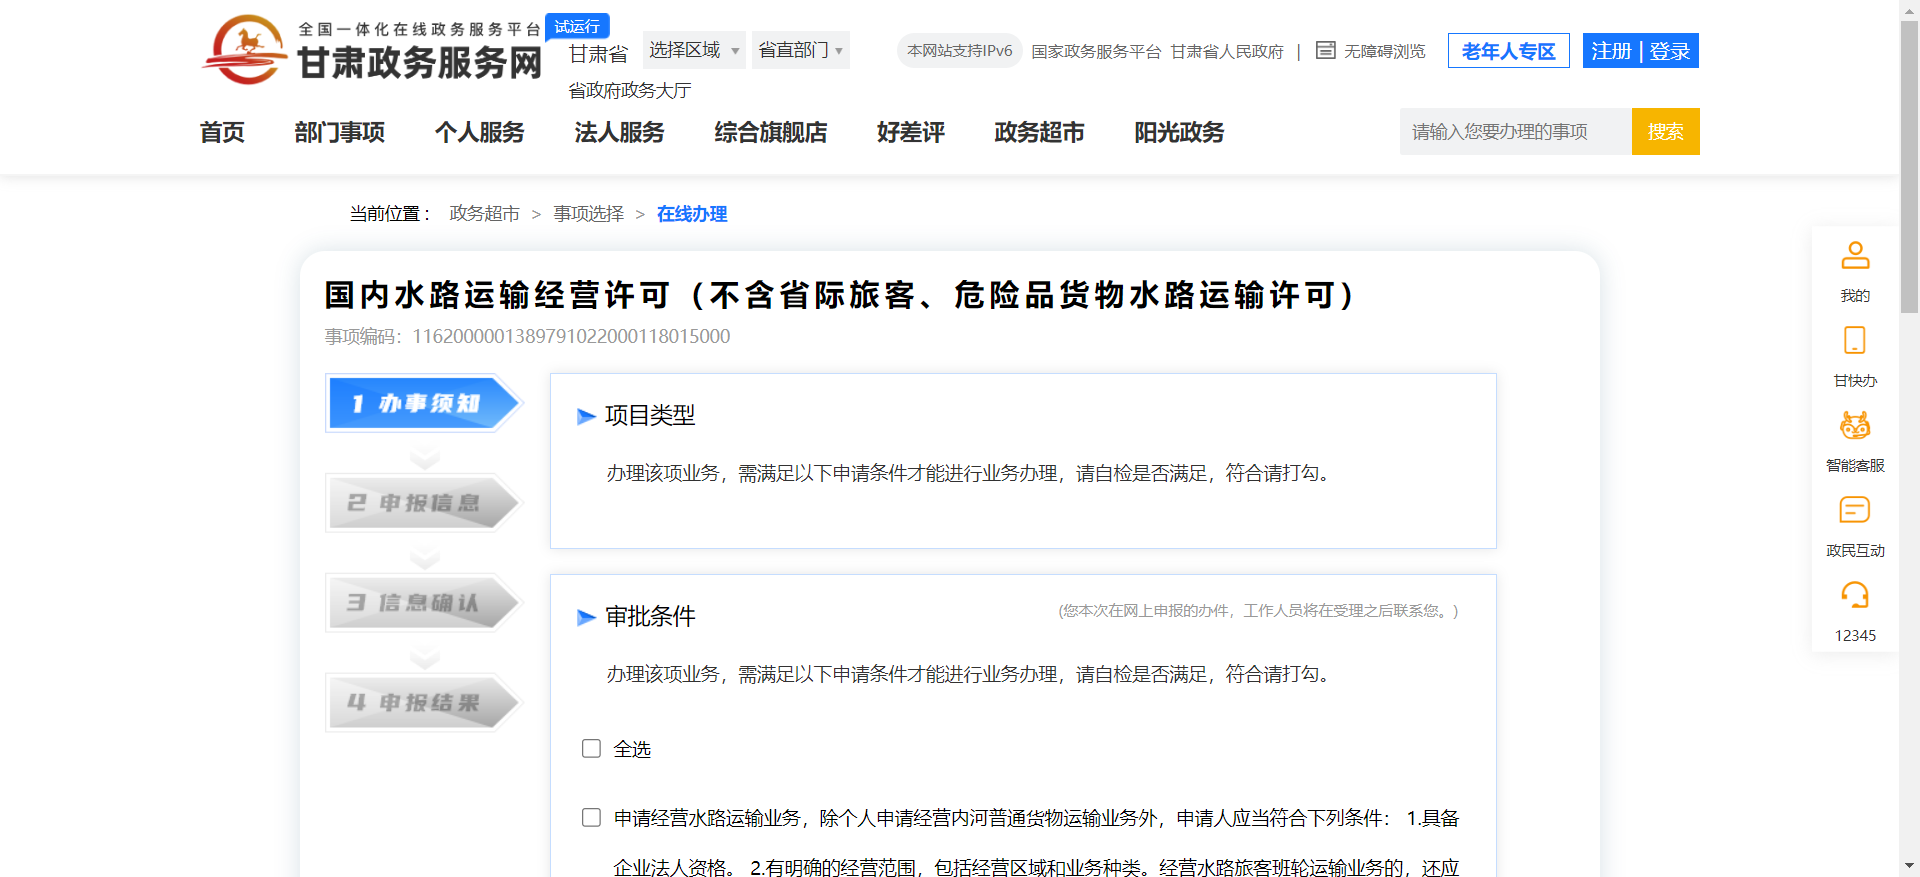 全国一体化在线政务服务平台
试运行
甘肃政务服务网
甘肃省
选择区域
省直部门
本网站支持IPv6
国家政务服务平台
甘肃省人民政府
|
无障碍浏览
老年人专区
注册 | 登录
省政府政务大厅
首页
部门事项
个人服务
法人服务
综合旗舰店
好差评
政务超市
阳光政务
请输入您要办理的事项
搜索
当前位置： 政务超市 > 事项选择 > 在线办理
国内水路运输经营许可（不含省际旅客、危险品货物水路运输许可）
事项编码：11620000013897910220001180​15000
1 办事须知
2 申报信息
3 信息确认
4 申报结果
项目类型
办理该项业务，需满足以下申请条件才能进行业务办理，请自检是否满足，符合请打勾。
审批条件
(您本次在网上申报的办件，工作人员将在受理之后联系您。)
办理该项业务，需满足以下申请条件才能进行业务办理，请自检是否满足，符合请打勾。
全选
申请经营水路运输业务，除个人申请经营内河普通货物运输业务外，申请人应当符合下列条件： 1.具备
企业法人资格。 2.有明确的经营范围，包括经营区域和业务种类。经营水路旅客班轮运输业务的，还应
我的
甘快办
智能客服
政民互动
12345